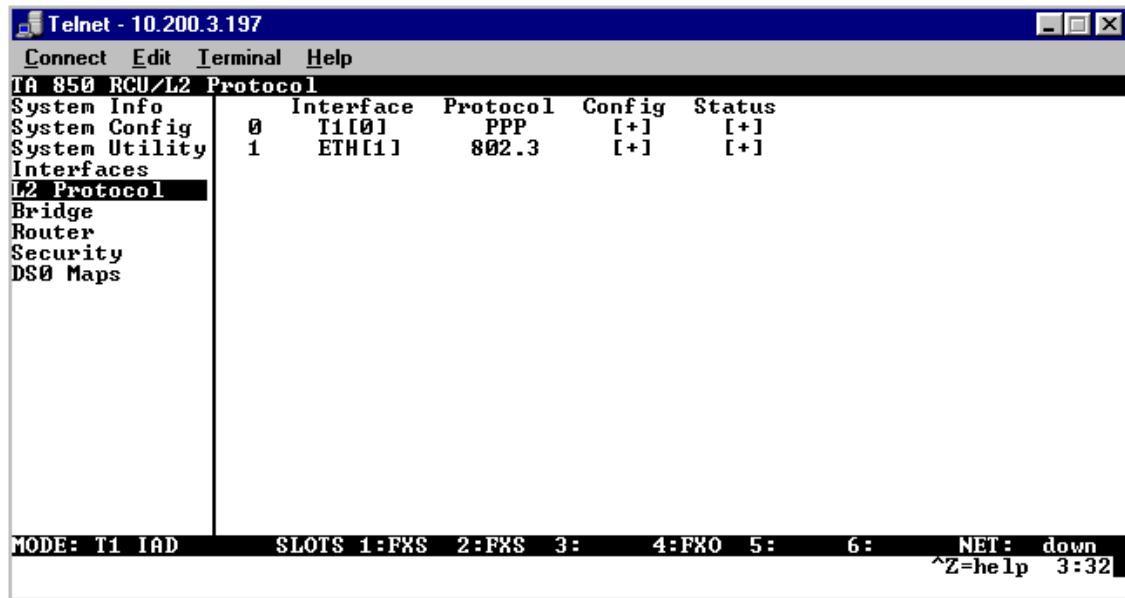 Telnet - 10.200.3.197
Connect Edit Terminal Help
TA 850 RCU/L2 Protocol
System Info Interface Protocol Config Status
System Config 0 T1[0] PPP [+] [+]
System Utility 1 ETH[1] 802.3 [+] [+]
Interfaces
L2 Protocol
Bridge
Router
Security
DS0 Maps
MODE: T1 IAD SLOTS 1:FXS 2:FXS 3: 4:FXO 5: 6: NET: down
^Z=help 3:32